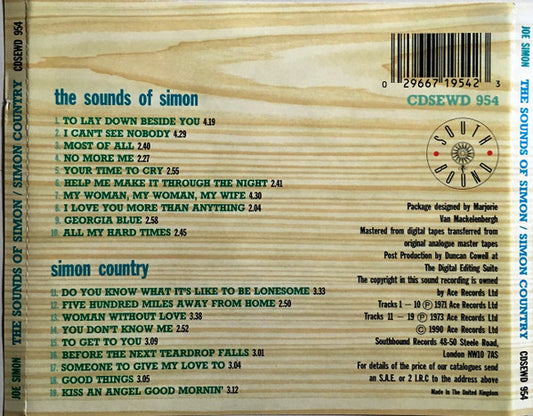 JOE SIMON THE SOUNDS OF SIMON / SIMON COUNTRY CDSEWD 954
the sounds of simon
1. TO LAY DOWN BESIDE YOU 4.19
2. I CAN'T SEE NOBODY 4.29
3. MOST OF ALL 2.40
4. NO MORE ME 2.27
5. YOUR TIME TO CRY 2.55
6. HELP ME MAKE IT THROUGH THE NIGHT 2.41
7. MY WOMAN, MY WOMAN, MY WIFE 4.30
8. I LOVE YOU MORE THAN ANYTHING 2.04
9. GEORGIA BLUE 2.58
10. ALL MY HARD TIMES 2.45
simon country
11. DO YOU KNOW WHAT IT'S LIKE TO BE LONESOME 3.33
12. FIVE HUNDRED MILES AWAY FROM HOME 2.50
13. WOMAN WITHOUT LOVE 3.38
14. YOU DON'T KNOW ME 2.52
15. TO GET TO YOU 3.09
16. BEFORE THE NEXT TEARDROP FALLS 3.01
17. SOMEONE TO GIVE MY LOVE TO 3.04
18. GOOD THINGS 3.05
19. KISS AN ANGEL GOOD MORNIN' 3.12
0 29667 19542 3
CDSEWD 954
SOUTH BOUND
Package designed by Marjorie
Van Mackelenbergh
Mastered from digital tapes transferred from
original analogue master tapes
Post Production by Duncan Cowell at
The Digital Editing Suite
The copyright in this sound recording is owned
by Ace Records Ltd
Tracks 1 – 10 ℗ 1971 Ace Records Ltd
Tracks 11 – 19 ℗ 1973 Ace Records Ltd
© 1990 Ace Records Ltd
Southbound Records 48-50 Steele Road,
London NW10 7AS
For details of the price of our catalogues send
an S.A.E. or 2 I.R.C to the address above
Made in The United Kingdom
JOE SIMON THE SOUNDS OF SIMON / SIMON COUNTRY CDSEWD 954